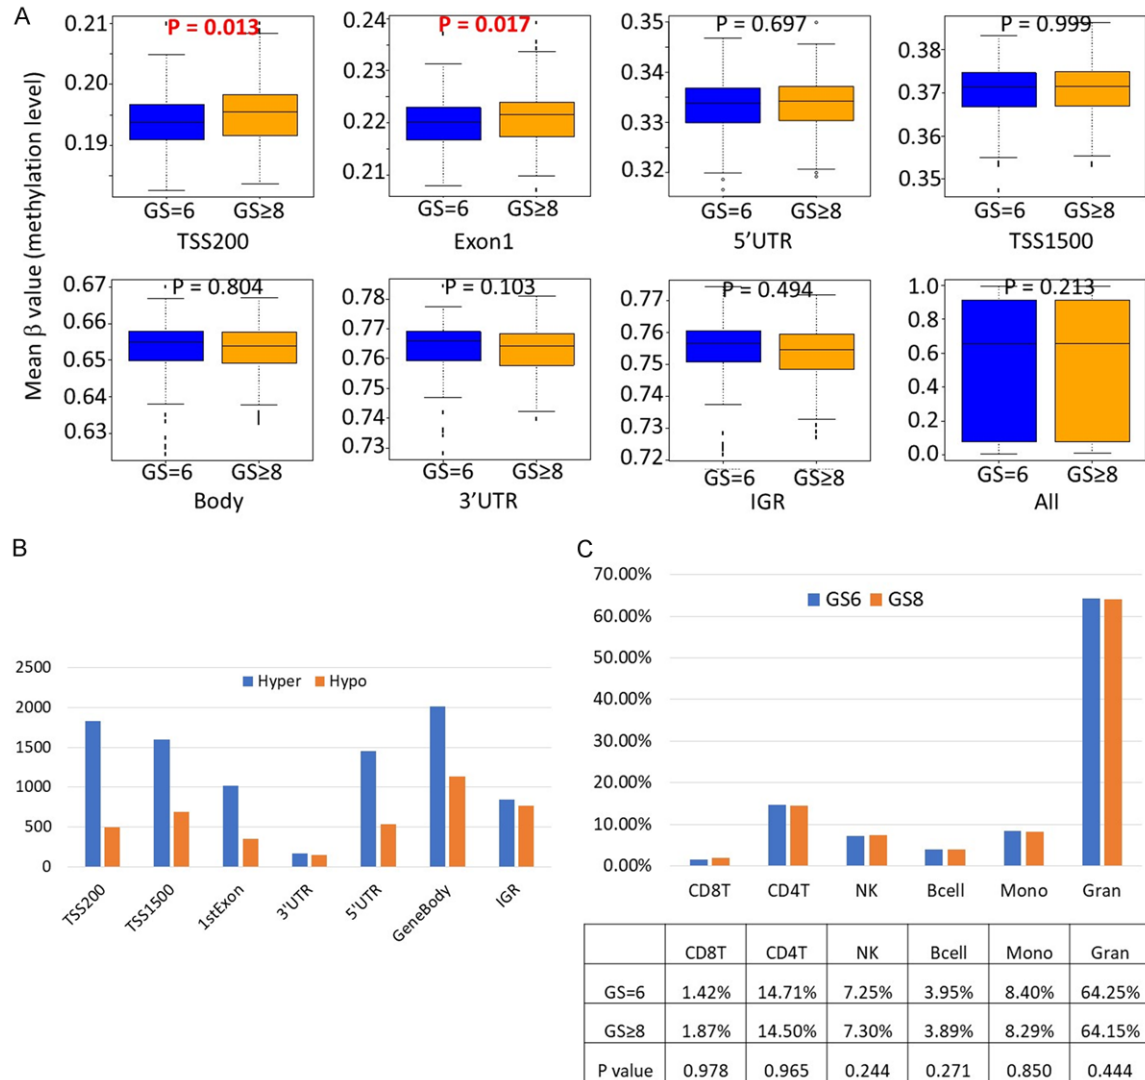 A
Mean β value (methylation level)
P = 0.013
0.21
0.20
0.19
GS=6 GS≥8
TSS200
P = 0.017
0.24
0.23
0.22
0.21
GS=6 GS≥8
Exon1
P = 0.697
0.35
0.34
0.33
0.32
GS=6 GS≥8
5’UTR
P = 0.999
0.38
0.37
0.36
0.35
GS=6 GS≥8
TSS1500
P = 0.804
0.67
0.66
0.65
0.64
0.63
GS=6 GS≥8
Body
P = 0.103
0.78
0.77
0.76
0.75
0.74
0.73
GS=6 GS≥8
3’UTR
P = 0.494
0.77
0.76
0.75
0.73
0.72
GS=6 GS≥8
IGR
P = 0.213
1.0
0.8
0.6
0.4
0.2
0.0
GS=6 GS≥8
All
B
2500
2000
1500
1000
500
0
Hyper Hypo
TSS200 TSS1500 1stExon 3'UTR 5'UTR GeneBody IGR
C
70.00%
60.00%
50.00%
40.00%
30.00%
20.00%
10.00%
0.00%
GS6 GS8
CD8T CD4T NK Bcell Mono Gran
CD8T CD4T NK Bcell Mono Gran
GS=6 1.42% 14.71% 7.25% 3.95% 8.40% 64.25%
GS≥8 1.87% 14.50% 7.30% 3.89% 8.29% 64.15%
P value 0.978 0.965 0.244 0.271 0.850 0.444